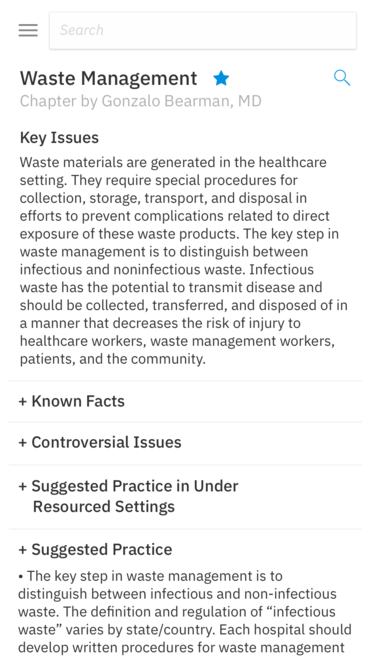 Search
Waste Management
Chapter by Gonzalo Bearman, MD
Key Issues
Waste materials are generated in the healthcare
setting. They require special procedures for
collection, storage, transport, and disposal in
efforts to prevent complications related to direct
exposure of these waste products. The key step in
waste management is to distinguish between
infectious and noninfectious waste. Infectious
waste has the potential to transmit disease and
should be collected, transferred, and disposed of in
a manner that decreases the risk of injury to
healthcare workers, waste management workers,
patients, and the community.
+ Known Facts
+ Controversial Issues
+ Suggested Practice in Under
Resourced Settings
+ Suggested Practice
• The key step in waste management is to
distinguish between infectious and non-infectious
waste. The definition and regulation of “infectious
waste” varies by state/country. Each hospital should
develop written procedures for waste management